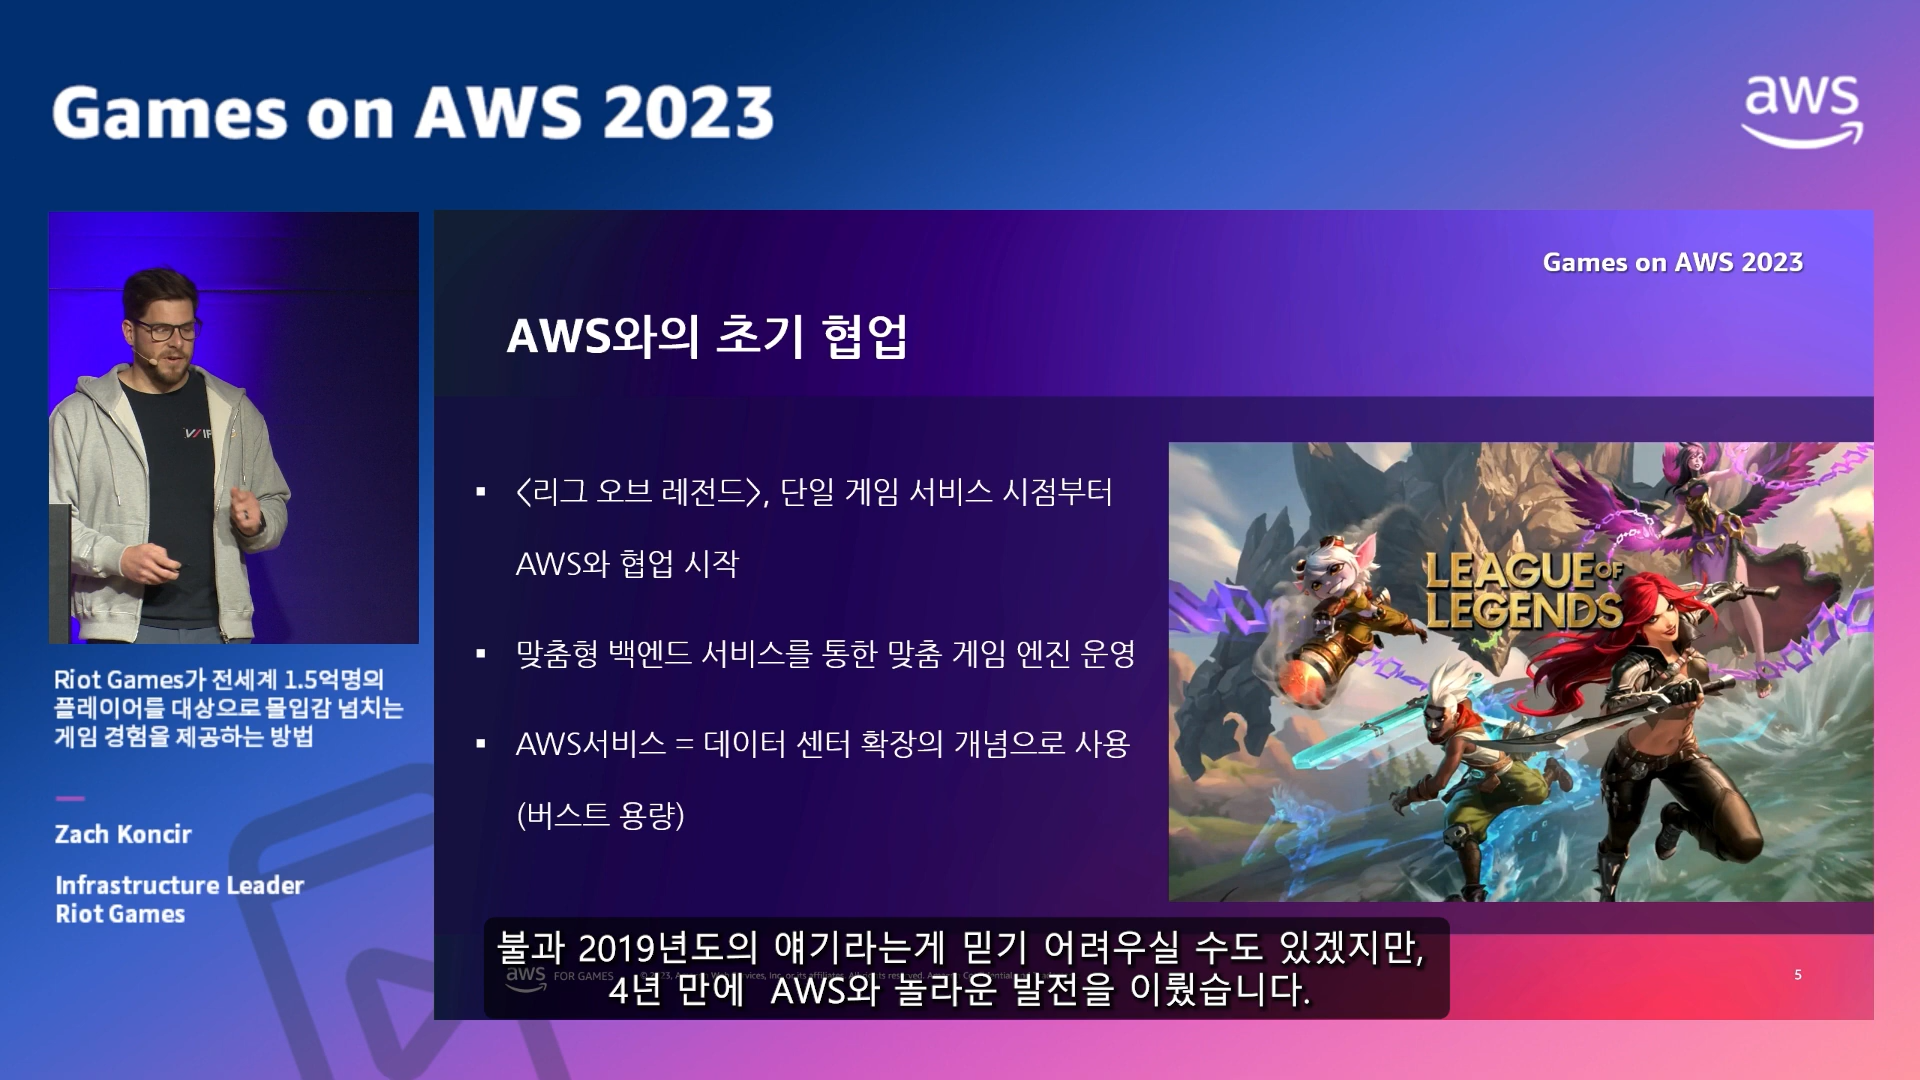 Games on AWS 2023
aws
Games on AWS 2023
AWS와의 초기 협업
▪ <리그 오브 레전드>, 단일 게임 서비스 시점부터
AWS와 협업 시작
▪ 맞춤형 백엔드 서비스를 통한 맞춤 게임 엔진 운영
▪ AWS서비스 = 데이터 센터 확장의 개념으로 사용
(버스트 용량)
LEAGUE OF
LEGENDS
Riot Games가 전세계 1.5억명의
플레이어를 대상으로 몰입감 넘치는
게임 경험을 제공하는 방법
Zach Koncir
Infrastructure Leader
Riot Games
불과 2019년도의 얘기라는게 믿기 어려우실 수도 있겠지만,
4년 만에 AWS와 놀라운 발전을 이뤘습니다.
aws FOR GAMES
5